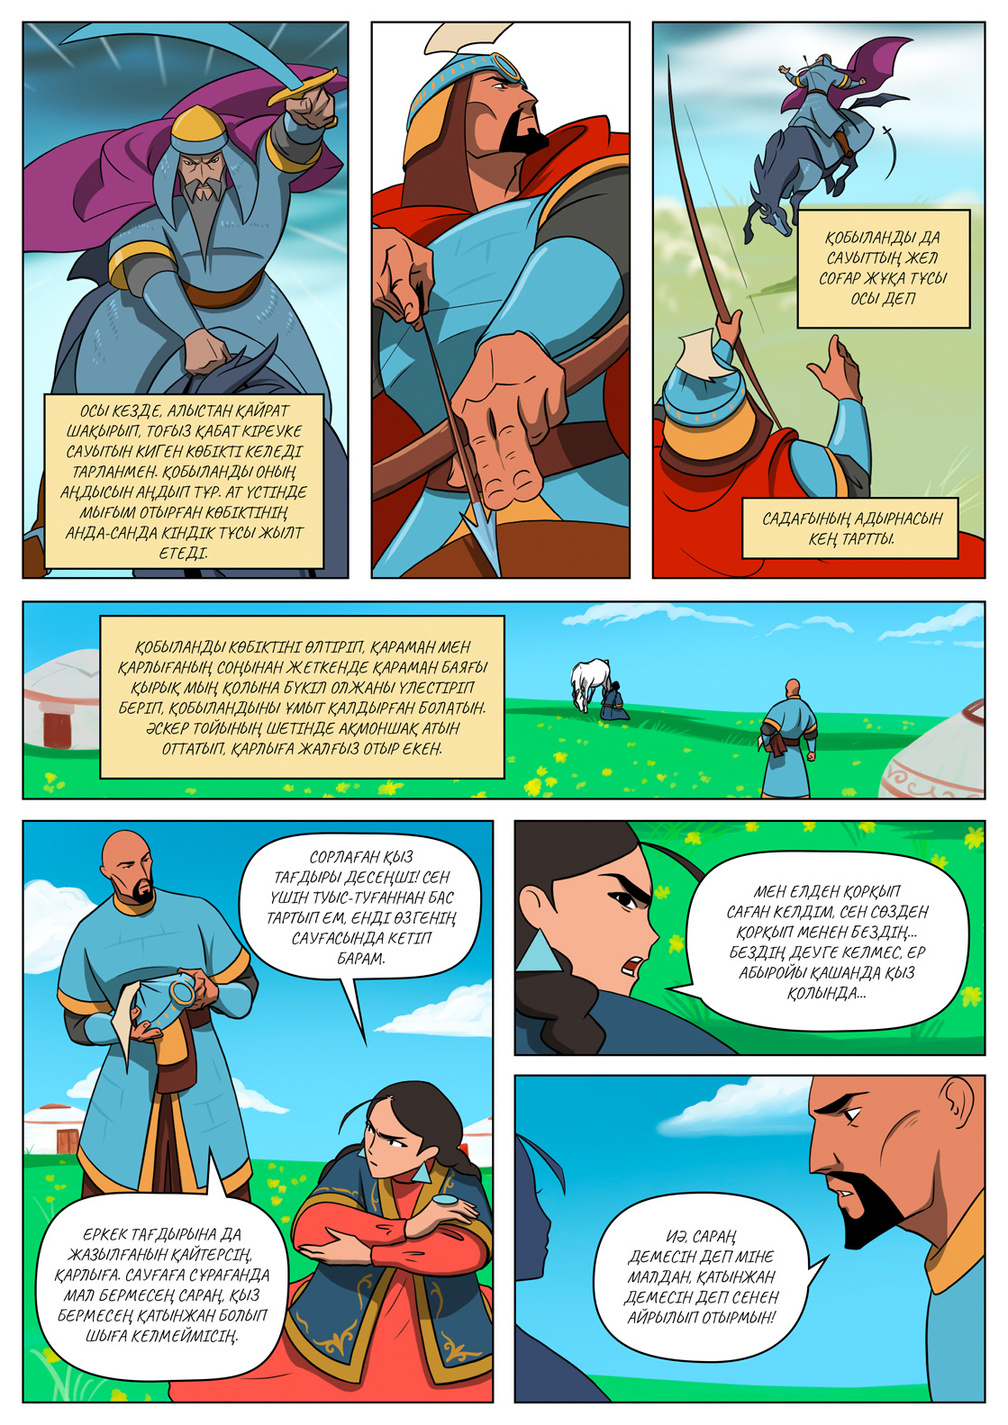 ОСЫ КЕЗДЕ, АЛЫСТАН ҚАЙРАТ
ШАҚЫРЫП, ТОҒЫЗ ҚАБАТ КІРЕУКЕ
САУЫТЫН КИГЕН КӨБІКТІ КЕЛЕДІ
ТАРЛАНМЕН. ҚОБЫЛАНДЫ ОНЫҢ
АҢДЫСЫН АҢДЫП ТҰР. АТ ҮСТІНДЕ
МЫҒЫМ ОТЫРҒАН КӨБІКТІНІҢ
АНДА-САНДА КІНДІК ТҰСЫ ЖЫЛТ
ЕТЕДІ.
ҚОБЫЛАНДЫ ДА
САУЫТТЫҢ ЖЕЛ
СОҒАР ЖҰҚА ТҰСЫ
ОСЫ ДЕП
САДАҒЫНЫҢ АДЫРНАСЫН
КЕҢ ТАРТТЫ.
ҚОБЫЛАНДЫ КӨБІКТІНІ ӨЛТІРІП, ҚАРАМАН МЕН
ҚАРЛЫҒАНЫҢ СОҢЫНАН ЖЕТКЕНДЕ ҚАРАМАН БАЯҒЫ
ҚЫРЫҚ МЫҢ ҚОЛЫНА БҮКІЛ ОЛЖАНЫ ҮЛЕСТІРІП
БЕРІП, ҚОБЫЛАНДЫНЫ ҰМЫТ ҚАЛДЫРҒАН БОЛАТЫН.
ӘСКЕР ТОЙЫНЫҢ ШЕТІНДЕ АҚМОНШАҚ АТЫН
ОТТАТЫП, ҚАРЛЫҒА ЖАЛҒЫЗ ОТЫР ЕКЕН.
СОРЛАҒАН ҚЫЗ
ТАҒДЫРЫ ДЕСЕҢШІ! СЕН
ҮШІН ТУЫС-ТУҒАННАН БАС
ТАРТЫП ЕМ, ЕНДІ ӨЗГЕНІҢ
САУҒАСЫНДА КЕТІП
БАРАМ.
ЕРКЕК ТАҒДЫРЫНА ДА
ЖАЗЫЛҒАНЫН ҚАЙТЕРСІҢ,
ҚАРЛЫҒА. САУҒАҒА СҰРАҒАНДА
МАЛ БЕРМЕСЕҢ САРАҢ, ҚЫЗ
БЕРМЕСЕҢ ҚАТЫНЖАН БОЛЫП
ШЫҒА КЕЛМЕЙМІСІҢ.
МЕН ЕЛДЕН ҚОРҚЫП
САҒАН КЕЛДІМ, СЕН СӨЗДЕН
ҚОРҚЫП МЕНЕН БЕЗДІҢ...
БЕЗДІҢ ДЕУГЕ КЕЛМЕС, ЕР
АБЫРОЙЫ ҚАШАНДА ҚЫЗ
ҚОЛЫНДА...
ИӘ, САРАҢ
ДЕМЕСІН ДЕП МІНЕ
МАЛДАН, ҚАТЫНЖАН
ДЕМЕСІН ДЕП СЕНЕН
АЙРЫЛЫП ОТЫРМЫН!